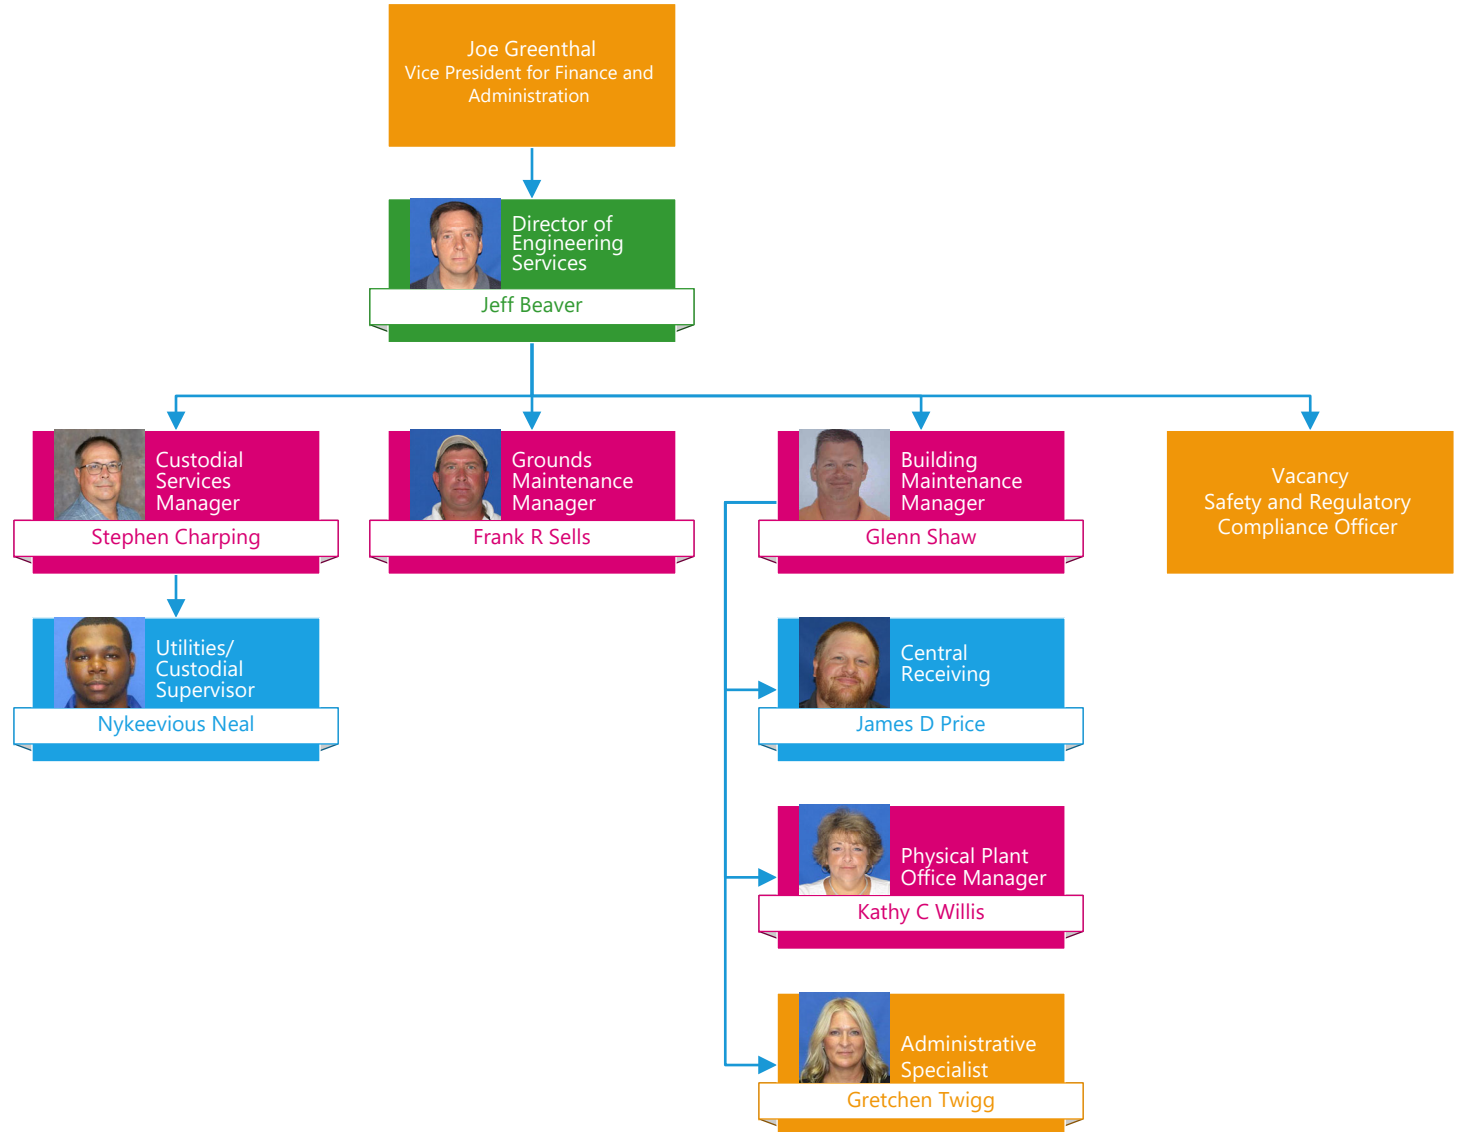 Joe Greenthal
Vice President for Finance and
Administration
Director of
Engineering
Services
Jeff Beaver
Custodial
Services
Manager
Stephen Charping
Grounds
Maintenance
Manager
Frank R Sells
Building
Maintenance
Manager
Glenn Shaw
Vacancy
Safety and Regulatory
Compliance Officer
Utilities/
Custodial
Supervisor
Nykeevious Neal
Central
Receiving
James D Price
Physical Plant
Office Manager
Kathy C Willis
Administrative
Specialist
Gretchen Twigg